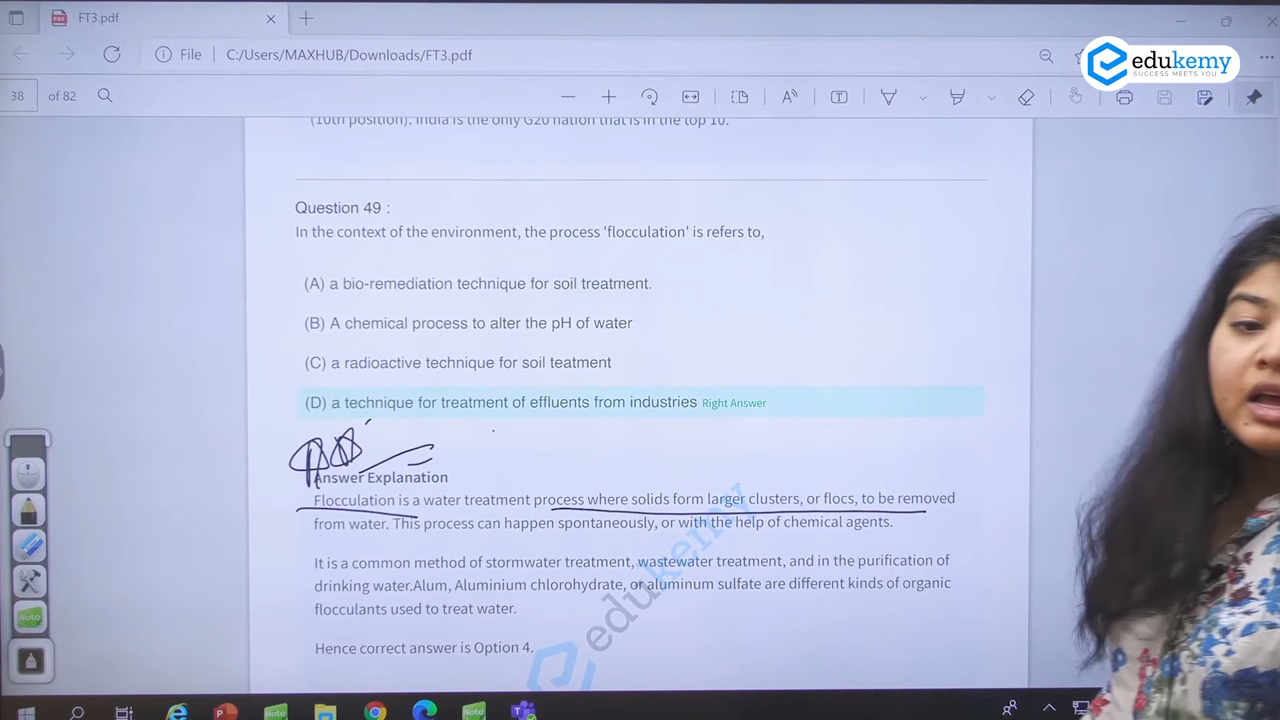 FT3.pdf
File
C:/Users/MAXHUB/Downloads/FT3.pdf
edukemy
SUCCESS MEETS YOU
38 of 82
(10th position). India is the only G20 nation that is in the top 10.
Question 49 :
In the context of the environment, the process 'flocculation' is refers to,
(A) a bio-remediation technique for soil treatment.
(B) A chemical process to alter the pH of water
(C) a radioactive technique for soil teatment
(D) a technique for treatment of effluents from industries Right Answer
Answer Explanation
Flocculation is a water treatment process where solids form larger clusters, or flocs, to be removed
from water. This process can happen spontaneously, or with the help of chemical agents.
It is a common method of stormwater treatment, wastewater treatment, and in the purification of
drinking water.Alum, Aluminium chlorohydrate, or aluminum sulfate are different kinds of organic
flocculants used to treat water.
Hence correct answer is Option 4.
edukemy
Note
Note
Note